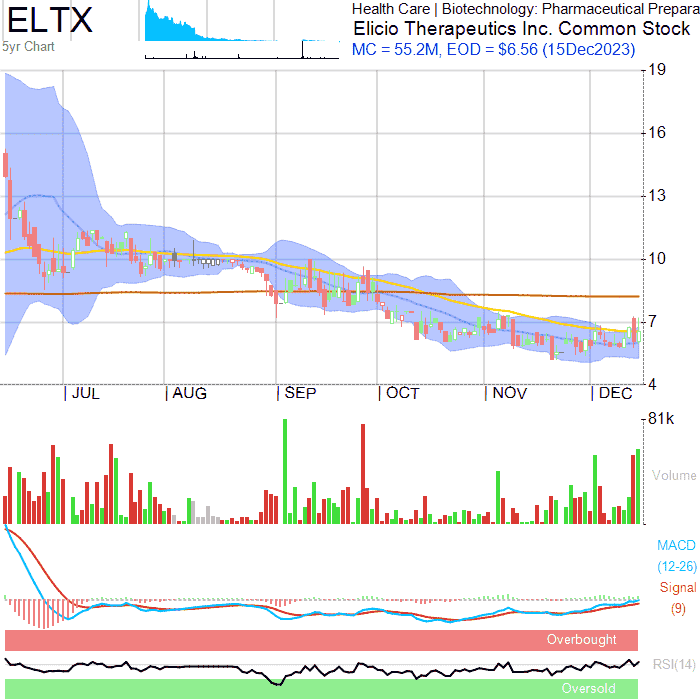 ELTX
Health Care | Biotechnology: Pharmaceutical Prepara
Elicio Therapeutics Inc. Common Stock
5yr Chart
MC = 55.2M, EOD = $6.56 (15Dec2023)
19
16
13
10
7
4
JUL
AUG
SEP
OCT
NOV
DEC
81k
Volume
MACD
(12-26)
Signal
(9)
Overbought
RSI(14)
Oversold